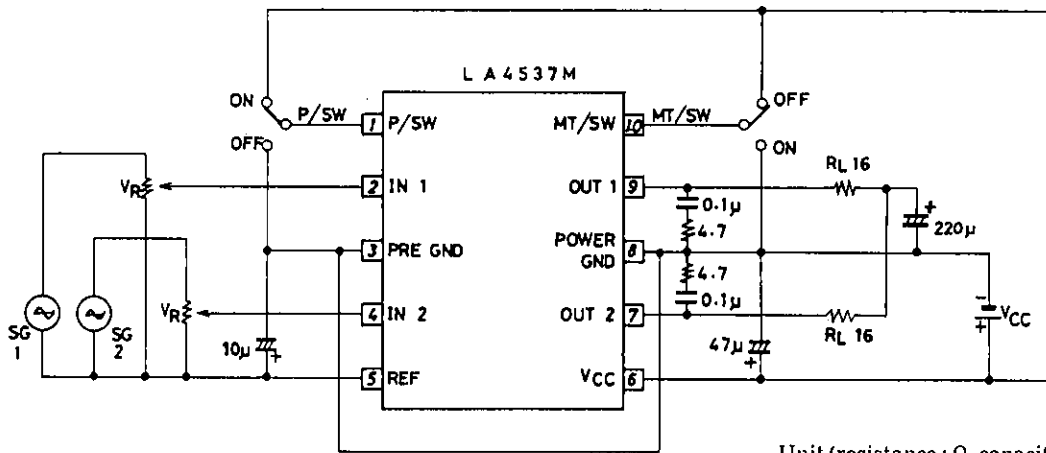 L A4537M
ON
P/SW
OFF
1 P/SW
MT/SW 10
MT/SW
OFF
ON
VR
2 IN 1
OUT 1 9
RL 16
0.1μ
4.7
220μ
3 PRE GND
POWER GND 8
4.7
0.1μ
VR
4 IN 2
OUT 2 7
RL 16
SG 1
SG 2
10μ
+
47μ
+
+
-
+
VCC
5 REF
VCC 6
Unit (resistance : Ω, capacit